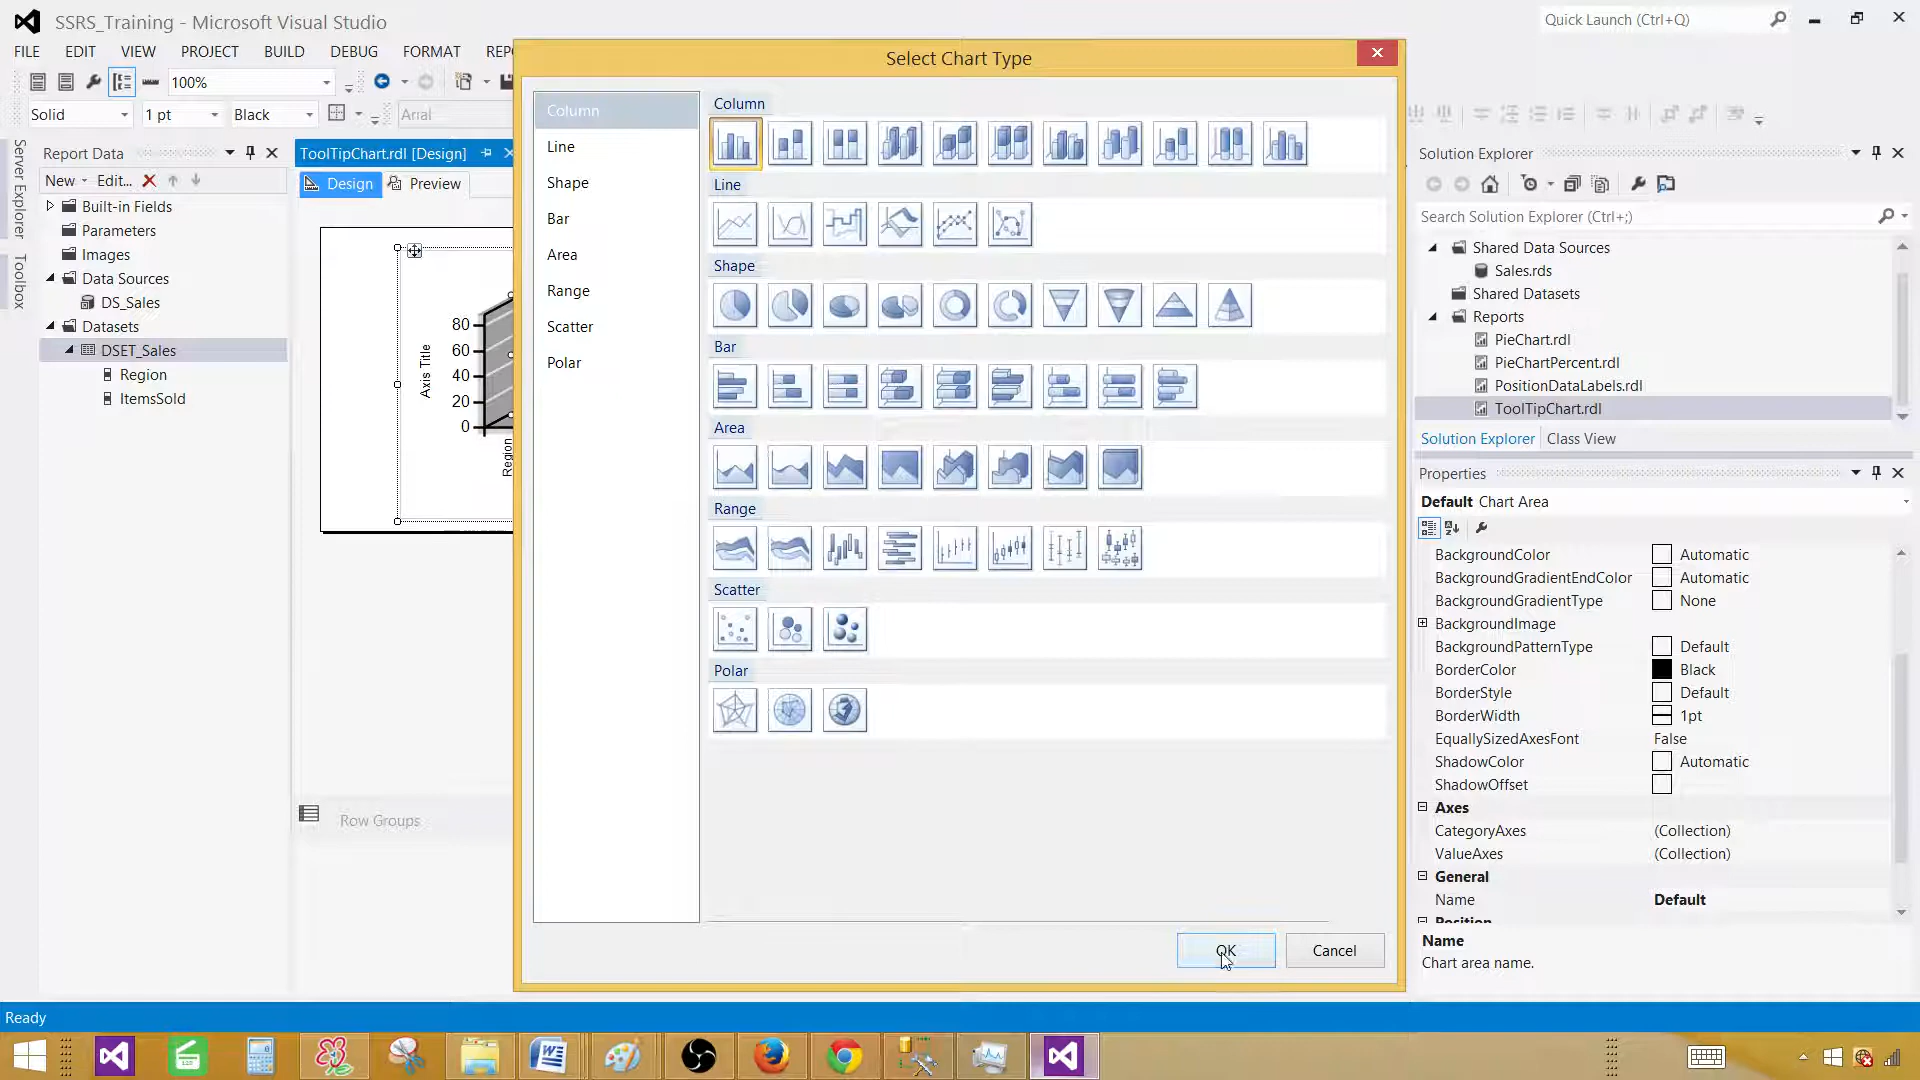 SSRS_Training - Microsoft Visual Studio
Quick Launch (Ctrl+Q)
FILE EDIT VIEW PROJECT BUILD DEBUG FORMAT
Select Chart Type
100%
Solid 1 pt Black Arial
Server Explorer
Toolbox
Report Data
New Edit...
Built-in Fields
Parameters
Images
Data Sources
DS_Sales
Datasets
DSET_Sales
Region
ItemsSold
ToolTipChart.rdl [Design]
Design Preview
Axis Title
80
60
40
20
0
Region
Row Groups
Column
Line
Shape
Bar
Area
Range
Scatter
Polar
Column
Line
Shape
Bar
Area
Range
Scatter
Polar
OK Cancel
Solution Explorer
Search Solution Explorer (Ctrl+;)
Shared Data Sources
Sales.rds
Shared Datasets
Reports
PieChart.rdl
PieChartPercent.rdl
PositionDataLabels.rdl
ToolTipChart.rdl
Solution Explorer Class View
Properties
Default Chart Area
BackgroundColor Automatic
BackgroundGradientEndColor Automatic
BackgroundGradientType None
BackgroundImage
BackgroundPatternType Default
BorderColor Black
BorderStyle Default
BorderWidth 1pt
EquallySizedAxesFont False
ShadowColor Automatic
ShadowOffset
Axes
CategoryAxes (Collection)
ValueAxes (Collection)
General
Name Default
Name
Chart area name.
Ready